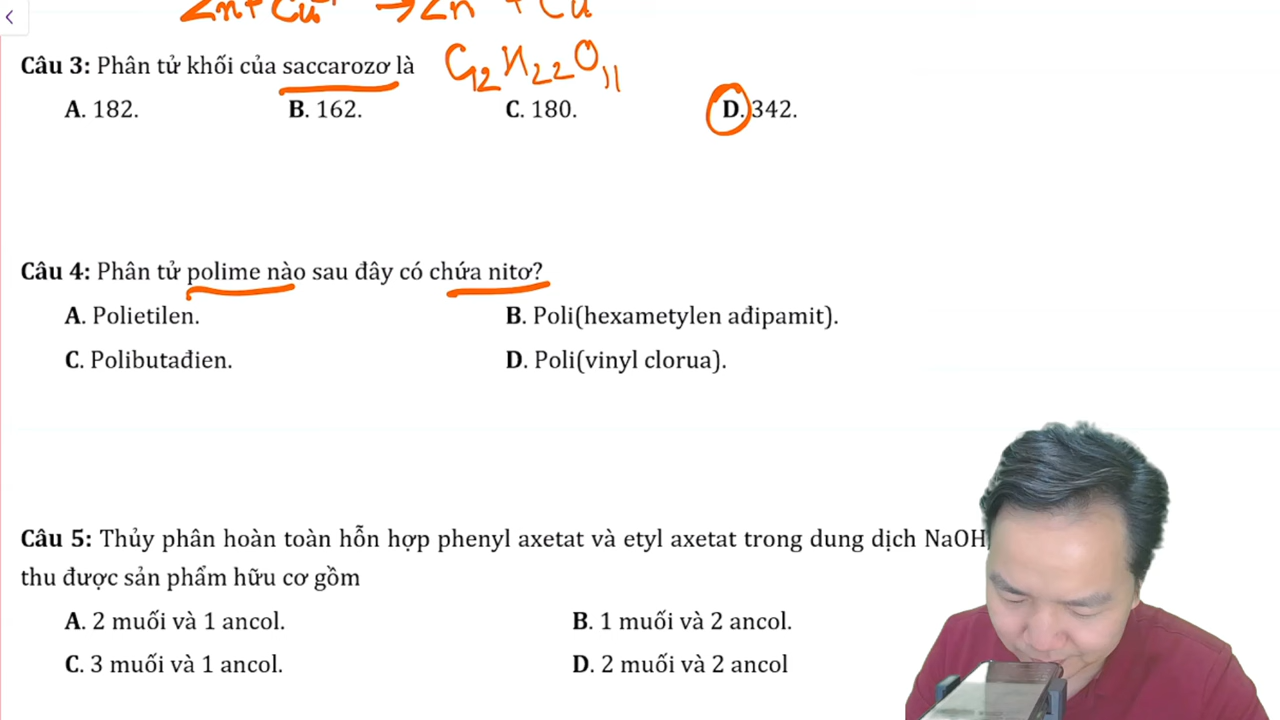 Zn + Cu → Zn + Cu
Câu 3: Phân tử khối của saccarozơ là C12H22O11
A. 182. B. 162. C. 180. D. 342.
Câu 4: Phân tử polime nào sau đây có chứa nitơ?
A. Polietilen. B. Poli(hexametylen ađipamit).
C. Polibutađien. D. Poli(vinyl clorua).
Câu 5: Thủy phân hoàn toàn hỗn hợp phenyl axetat và etyl axetat trong dung dịch NaOH
thu được sản phẩm hữu cơ gồm
A. 2 muối và 1 ancol. B. 1 muối và 2 ancol.
C. 3 muối và 1 ancol. D. 2 muối và 2 ancol